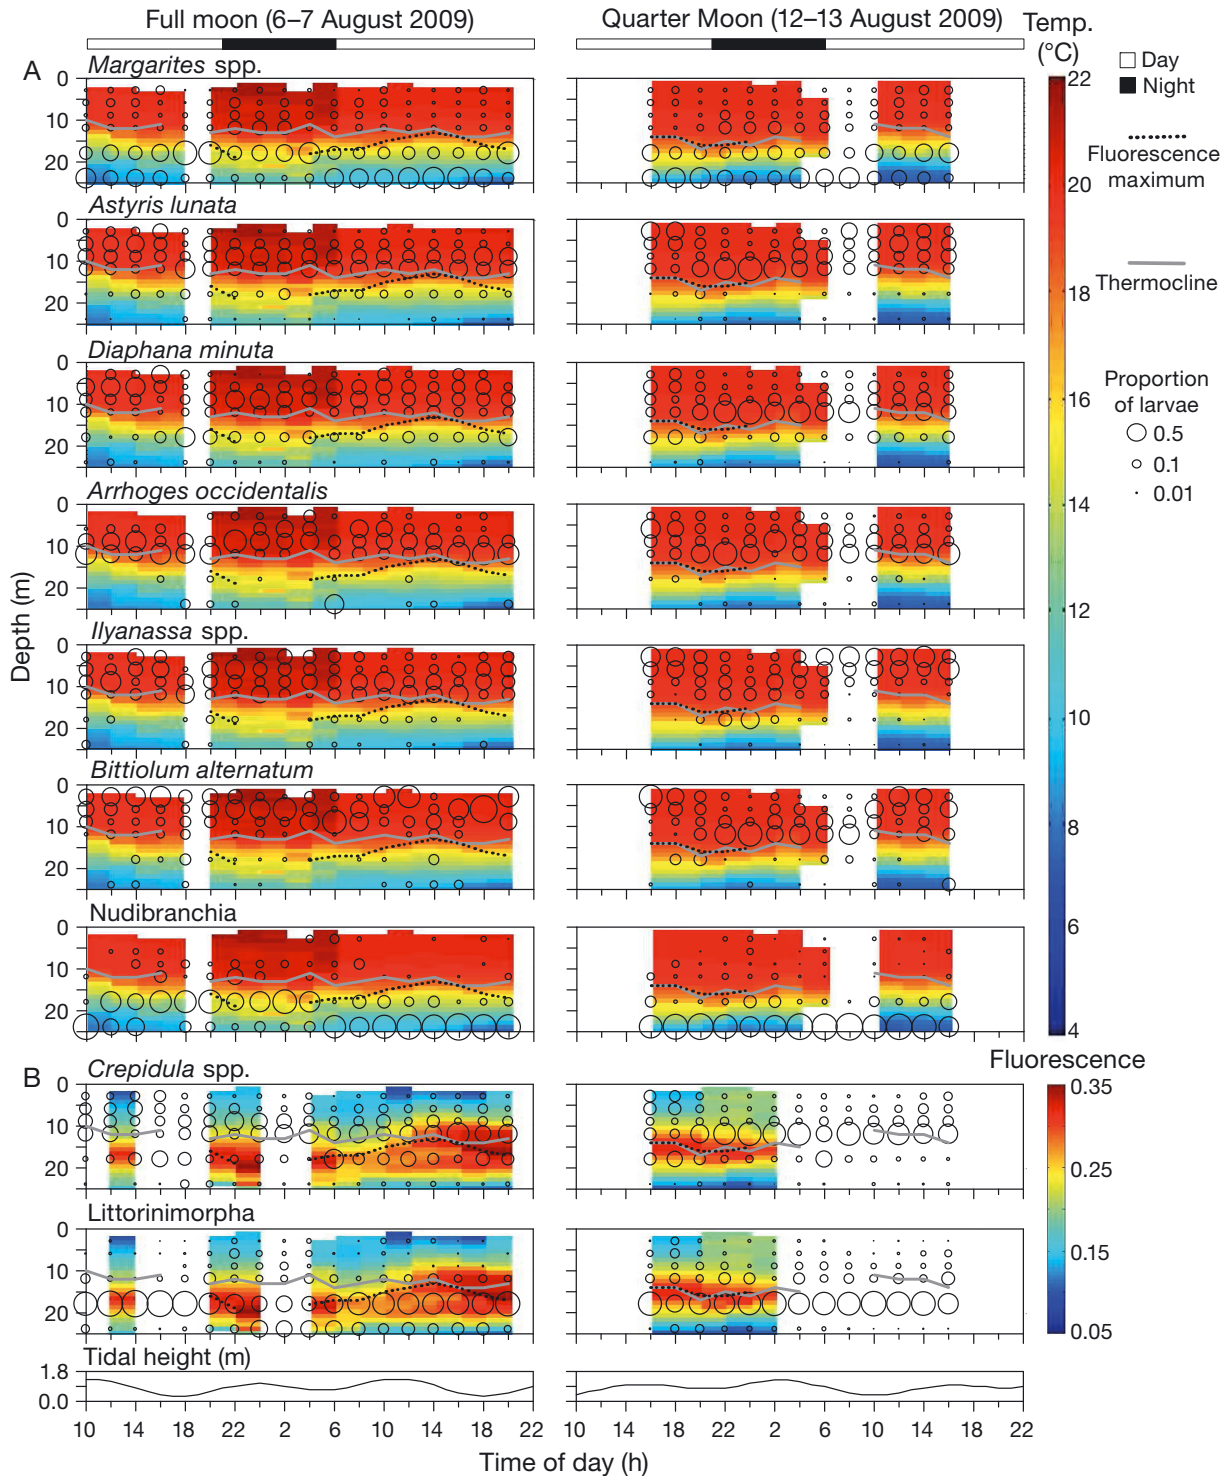 Full moon (6–7 August 2009)
Quarter Moon (12–13 August 2009)
Temp.
(°C)
Day
Night
Fluorescence
maximum
Thermocline
Proportion
of larvae
0.5
0.1
0.01
22
20
18
16
14
12
10
8
6
4
A
Margarites spp.
0
10
20
Astyris lunata
0
10
20
Diaphana minuta
0
10
20
Arrhoges occidentalis
0
10
20
Depth (m)
Ilyanassa spp.
0
10
20
Bittiolum alternatum
0
10
20
Nudibranchia
0
10
20
B
Crepidula spp.
0
10
20
Fluorescence
0.35
0.25
0.15
0.05
Littorinimorpha
0
10
20
Tidal height (m)
1.8
0.0
10 14 18 22 2 6 10 14 18 22
10 14 18 22 2 6 10 14 18 22
Time of day (h)